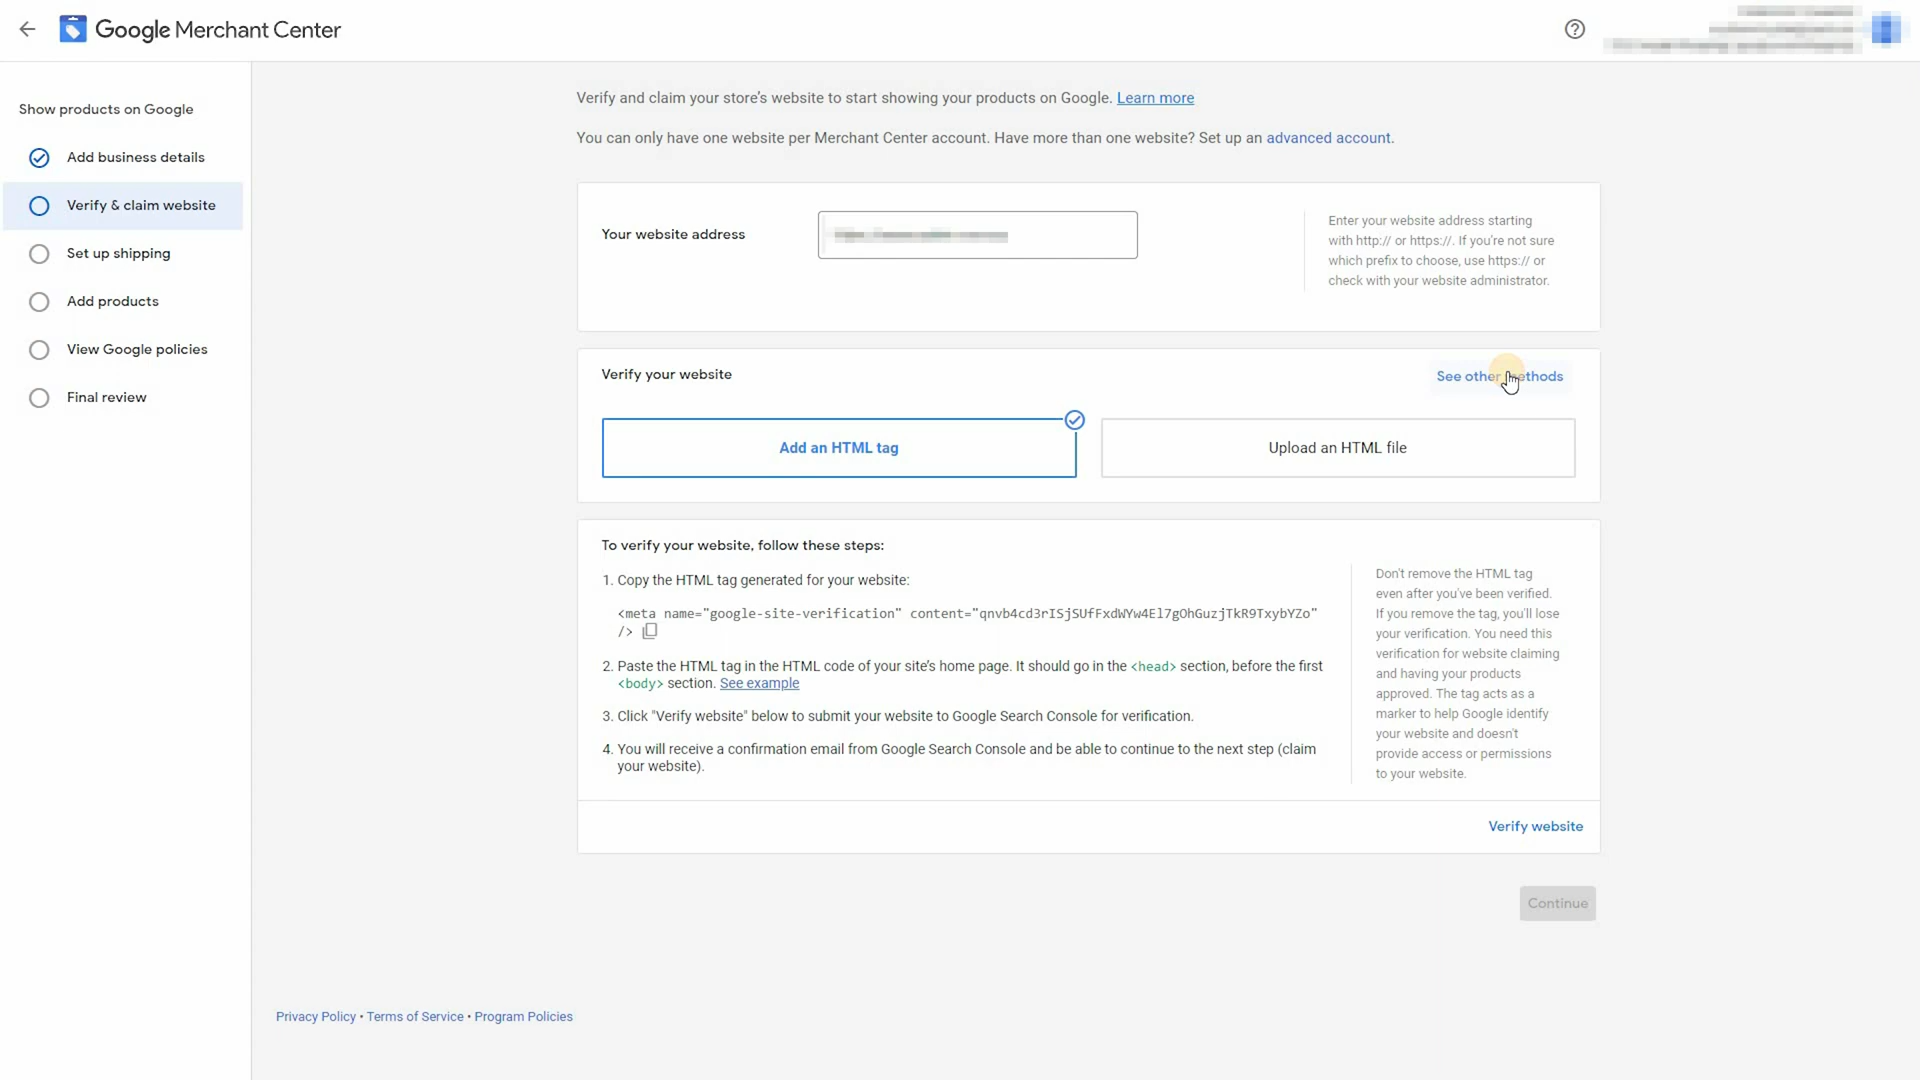 Google Merchant Center
Show products on Google
Add business details
Verify & claim website
Set up shipping
Add products
View Google policies
Final review
Verify and claim your store's website to start showing your products on Google. Learn more
You can only have one website per Merchant Center account. Have more than one website? Set up an advanced account.
Your website address
Enter your website address starting
with http:// or https://. If you're not sure
which prefix to choose, use https:// or
check with your website administrator.
Verify your website
See other methods
Add an HTML tag
Upload an HTML file
To verify your website, follow these steps:
1. Copy the HTML tag generated for your website:
<meta name="google-site-verification" content="qnvb4cd3rISjSUfFxdWYw4El7gOhGuzjTkR9TxybYZo"
/>
2. Paste the HTML tag in the HTML code of your site's home page. It should go in the <head> section, before the first
<body> section. See example
3. Click "Verify website" below to submit your website to Google Search Console for verification.
4. You will receive a confirmation email from Google Search Console and be able to continue to the next step (claim
your website).
Don't remove the HTML tag
even after you've been verified.
If you remove the tag, you'll lose
your verification. You need this
verification for website claiming
and having your products
approved. The tag acts as a
marker to help Google identify
your website and doesn't
provide access or permissions
to your website.
Verify website
Continue
Privacy Policy • Terms of Service • Program Policies